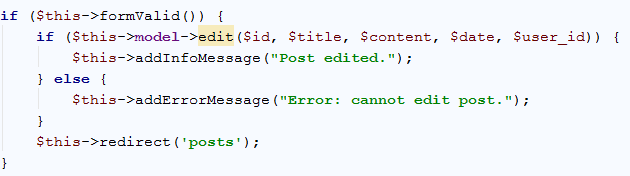 if ($this->formValid()) {
    if ($this->model->edit($id, $title, $content, $date, $user_id)) {
        $this->addInfoMessage("Post edited.");
    } else {
        $this->addErrorMessage("Error: cannot edit post.");
    }
    $this->redirect('posts');
}